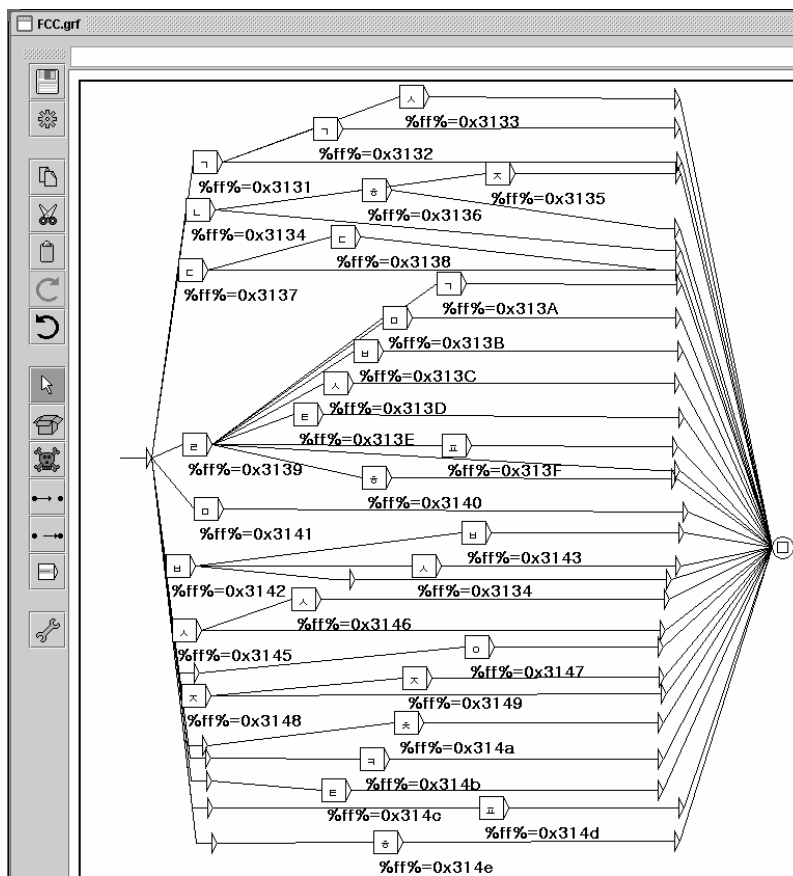 FCC.grf
ㅅ
%ff%=0x3133
ㄱ
%ff%=0x3132
ㄱ
%ff%=0x3131
ㅈ
%ff%=0x3135
ㅎ
%ff%=0x3136
ㄴ
%ff%=0x3134
ㄷ
%ff%=0x3138
ㄷ
%ff%=0x3137
ㄱ
%ff%=0x313A
ㅁ
%ff%=0x313B
ㅂ
%ff%=0x313C
ㅅ
%ff%=0x313D
ㅌ
%ff%=0x313E
ㄹ
%ff%=0x3139
ㅍ
%ff%=0x313F
ㅎ
%ff%=0x3140
ㅁ
%ff%=0x3141
ㅂ
%ff%=0x3143
ㅂ
%ff%=0x3142
ㅅ
%ff%=0x3134
ㅅ
%ff%=0x3146
ㅅ
%ff%=0x3145
ㅇ
%ff%=0x3147
ㅈ
%ff%=0x3149
ㅈ
%ff%=0x3148
ㅊ
%ff%=0x314a
ㅋ
%ff%=0x314b
ㅌ
%ff%=0x314c
ㅍ
%ff%=0x314d
ㅎ
%ff%=0x314e